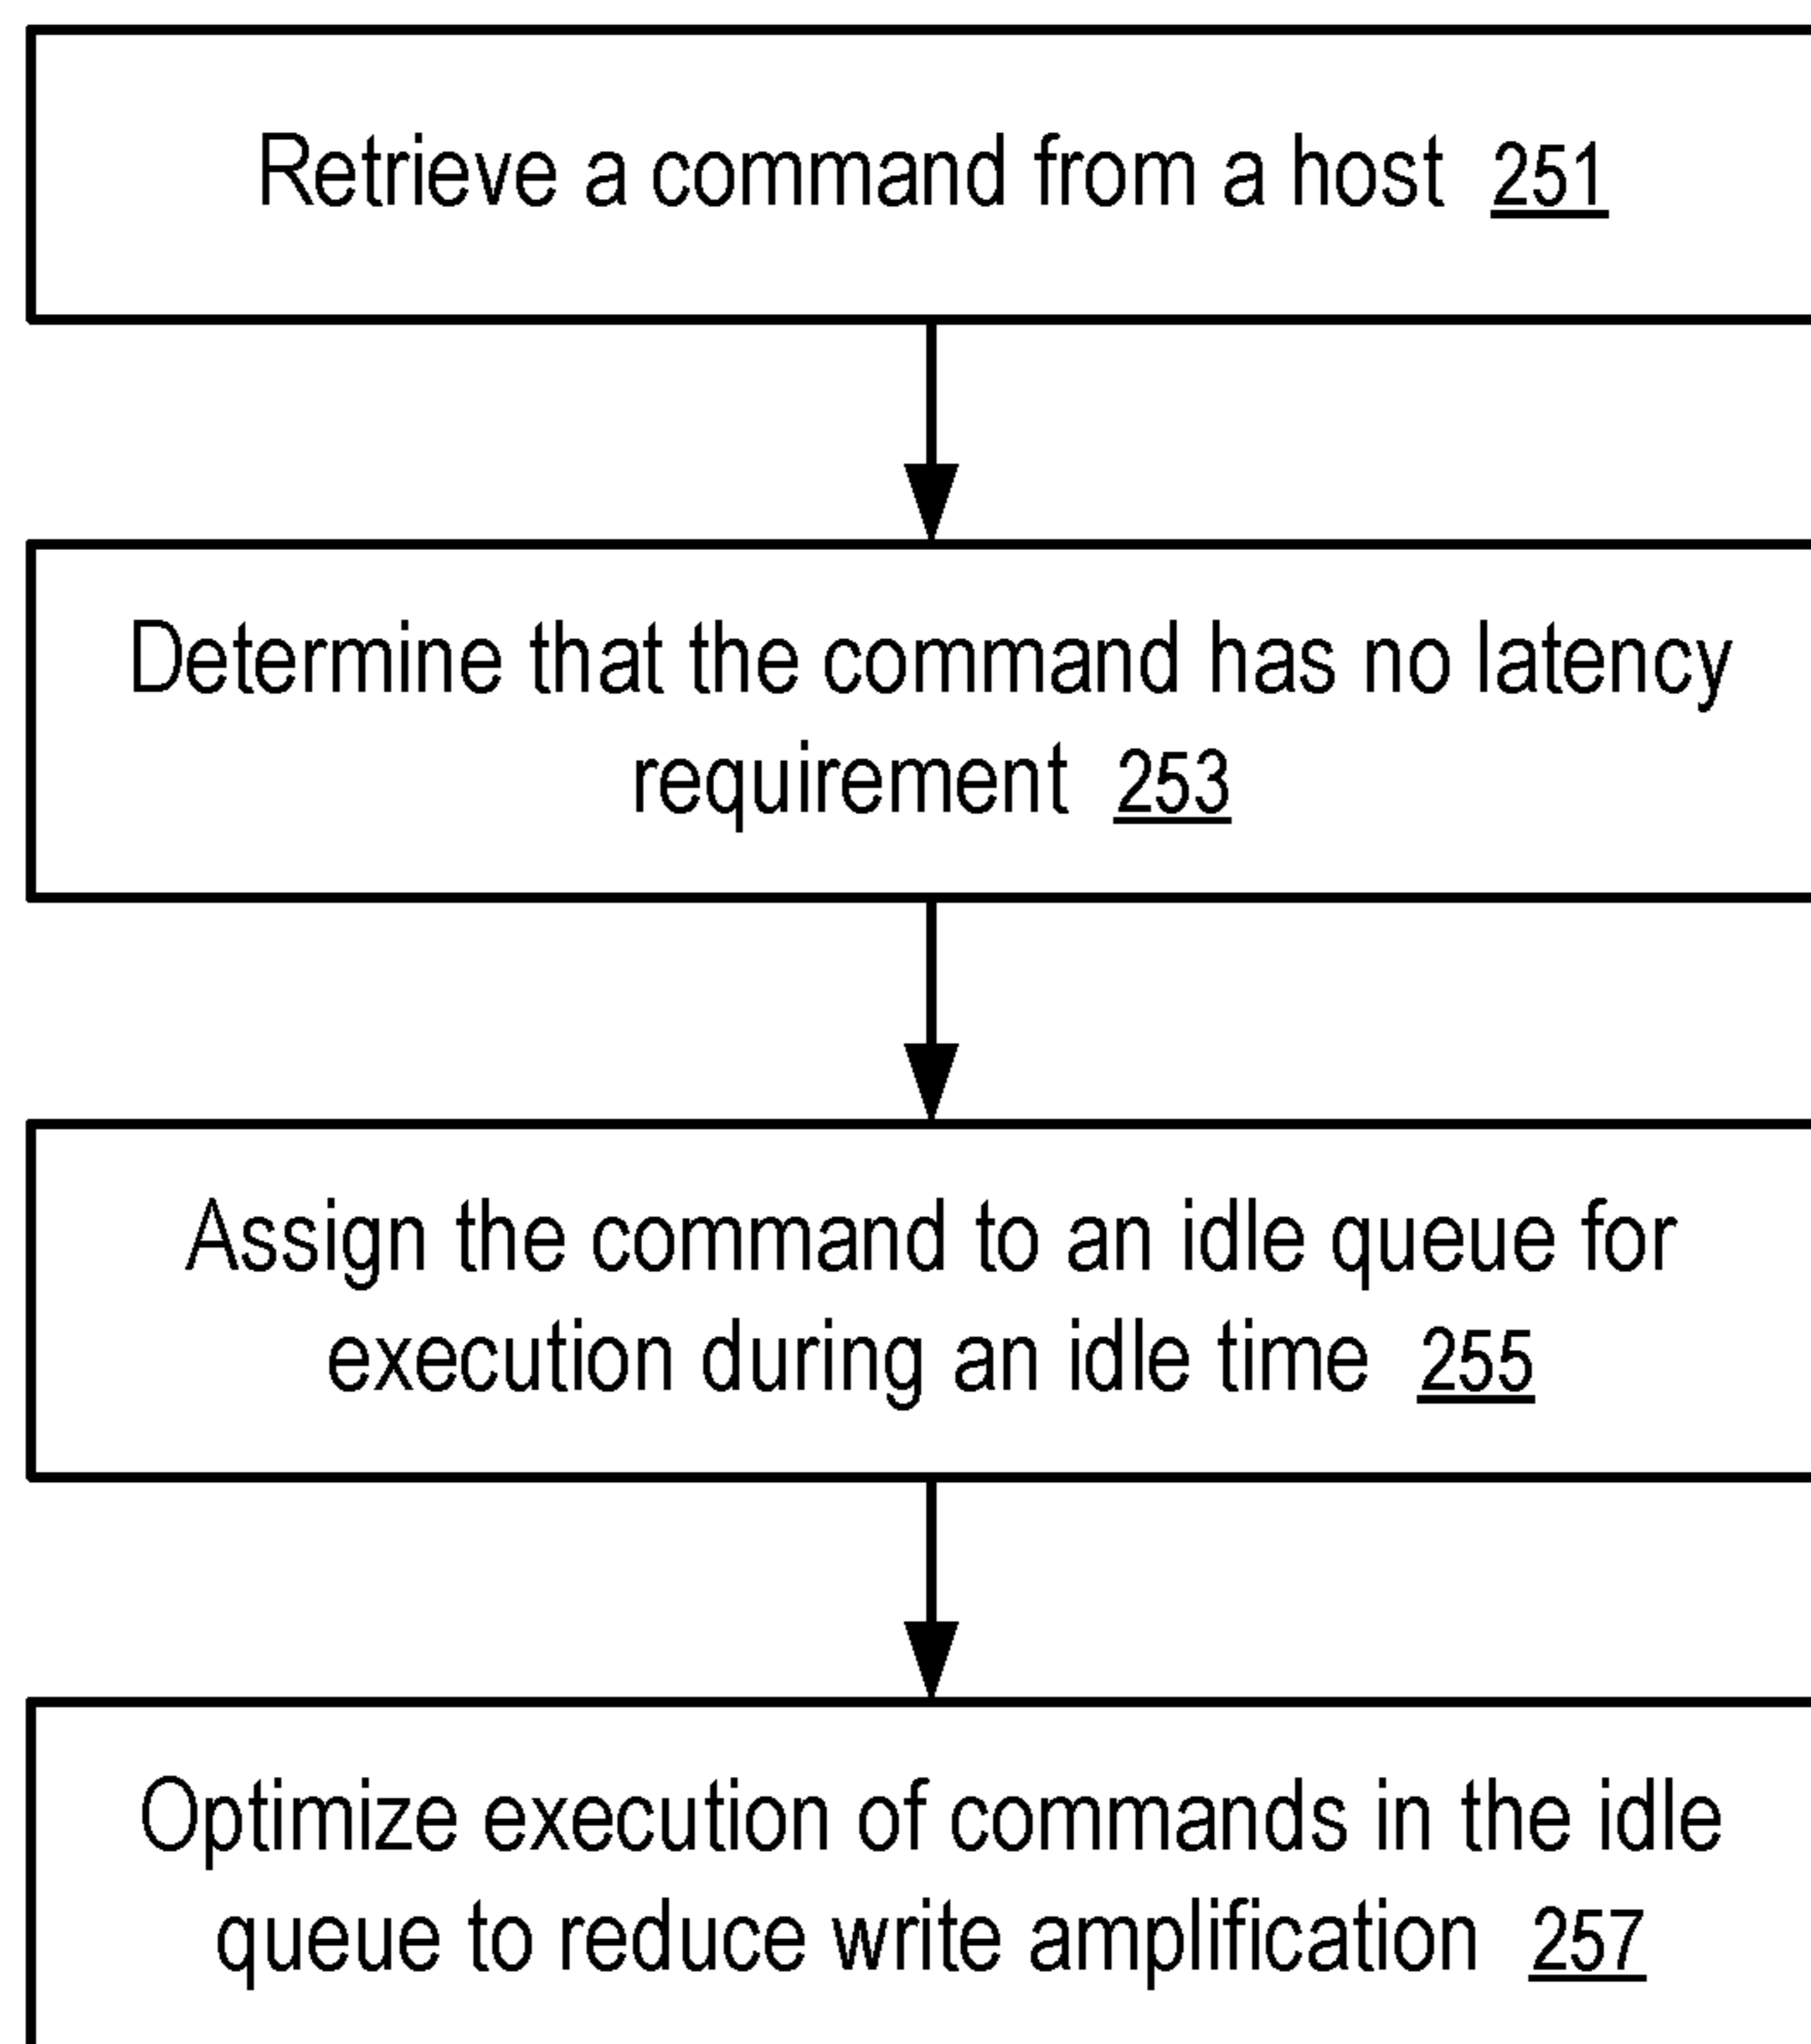 Retrieve a command from a host 251
Determine that the command has no latency
requirement 253
Assign the command to an idle queue for
execution during an idle time 255
Optimize execution of commands in the idle
queue to reduce write amplification 257